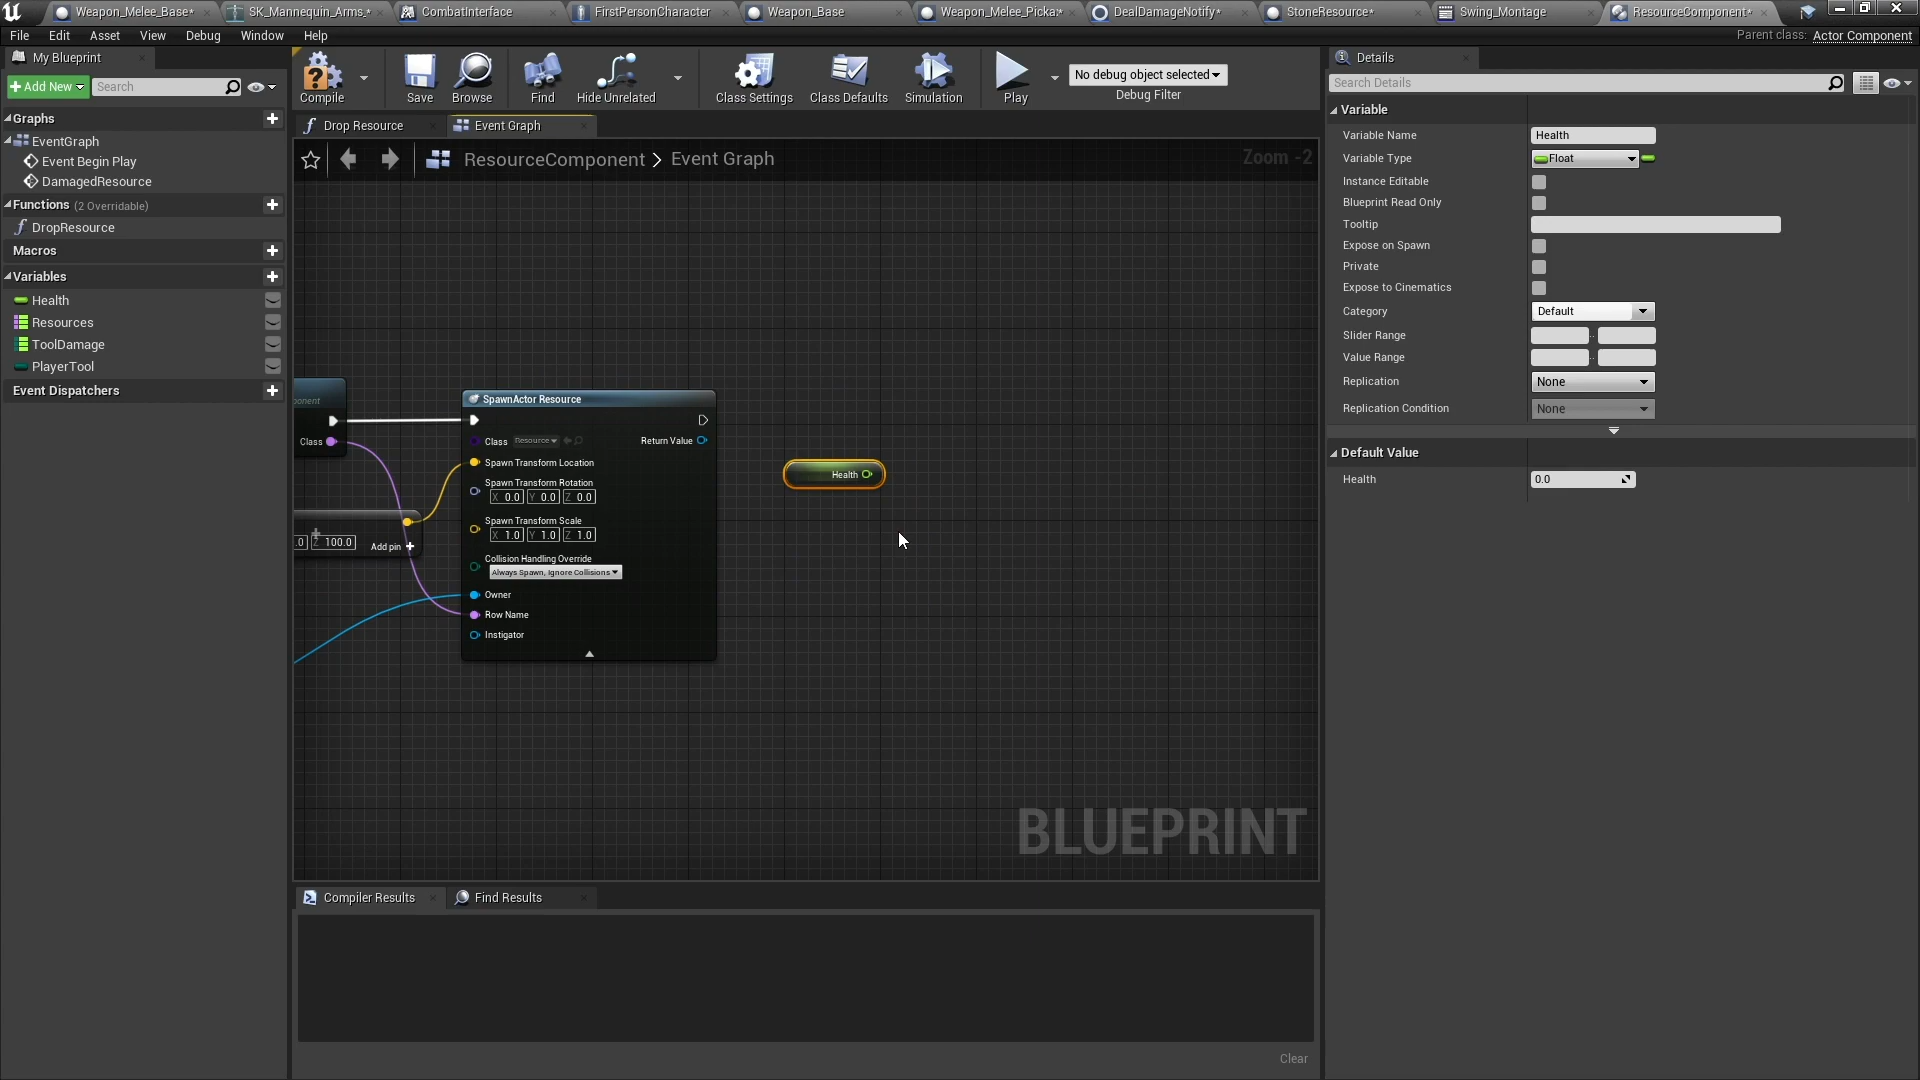 Weapon_Melee_Base*
SK_Mannequin_Arms_*
CombatInterface
FirstPersonCharacter
Weapon_Base
Weapon_Melee_Picka:*
DealDamageNotify*
StoneResource*
Swing_Montage
ResourceComponent*
File Edit Asset View Debug Window Help
Parent class: Actor Component
My Blueprint
Add New
Search
Graphs
EventGraph
Event Begin Play
DamagedResource
Functions (2 Overridable)
DropResource
Macros
Variables
Health
Resources
ToolDamage
PlayerTool
Event Dispatchers
Compile
Save
Browse
Find
Hide Unrelated
Class Settings
Class Defaults
Simulation
Play
No debug object selected
Debug Filter
Drop Resource
Event Graph
ResourceComponent > Event Graph
Zoom -2
ponent
Class
.0 Z 100.0
Add pin +
SpawnActor Resource
Class Resource
Return Value
Spawn Transform Location
Spawn Transform Rotation
X 0.0 Y 0.0 Z 0.0
Spawn Transform Scale
X 1.0 Y 1.0 Z 1.0
Collision Handling Override
Always Spawn, Ignore Collisions
Owner
Row Name
Instigator
Health
BLUEPRINT
Compiler Results
Find Results
Clear
Details
Search Details
Variable
Variable Name Health
Variable Type Float
Instance Editable
Blueprint Read Only
Tooltip
Expose on Spawn
Private
Expose to Cinematics
Category Default
Slider Range
Value Range
Replication None
Replication Condition None
Default Value
Health 0.0